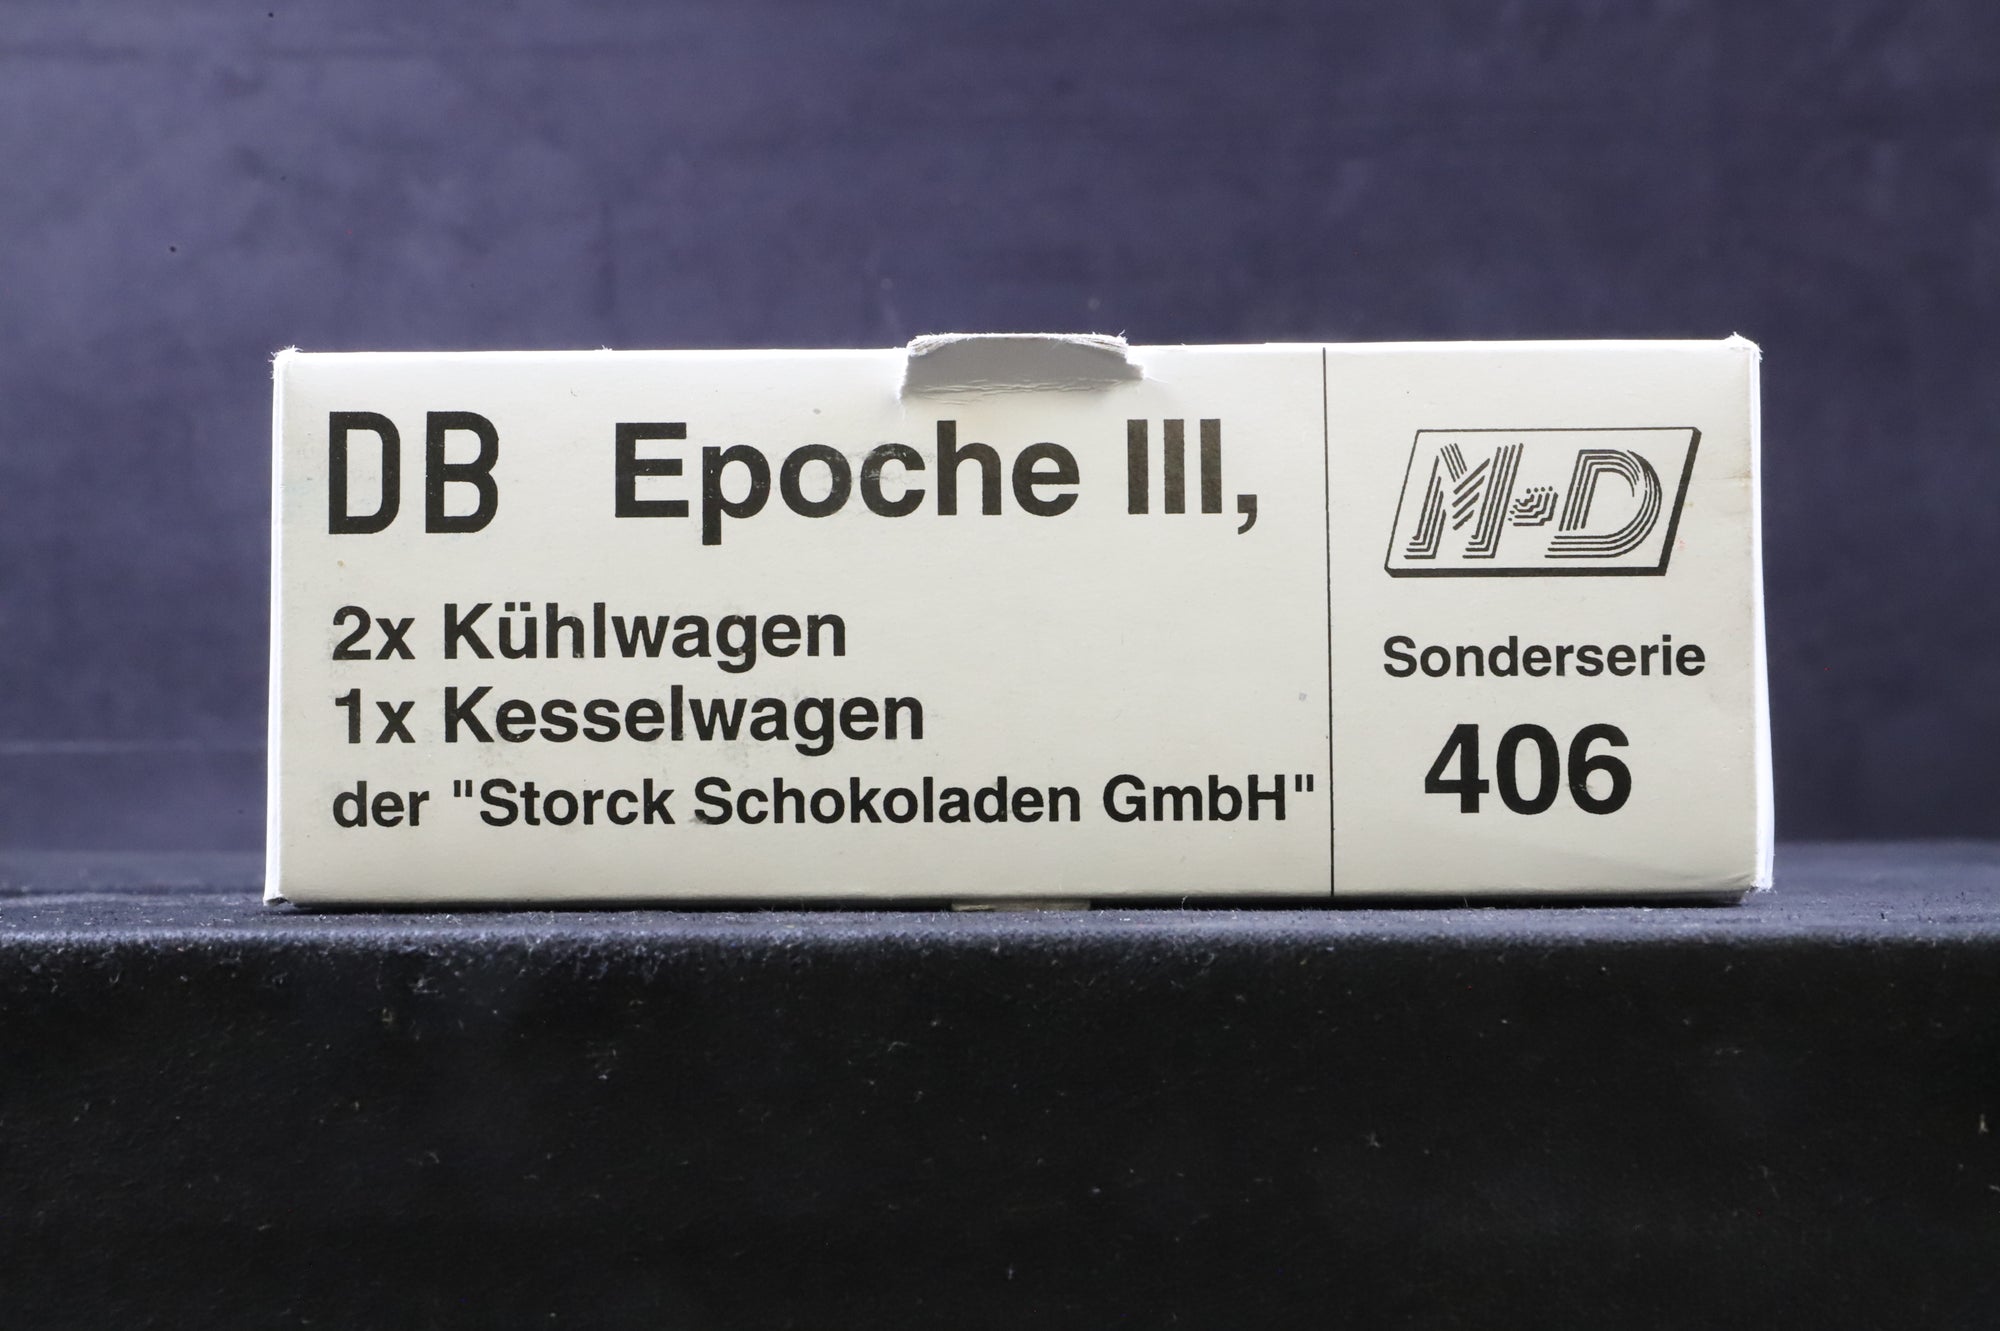 DB Epoche III,
2x Kühlwagen
1x Kesselwagen
der "Storck Schokoladen GmbH"
M+D
Sonderserie
406